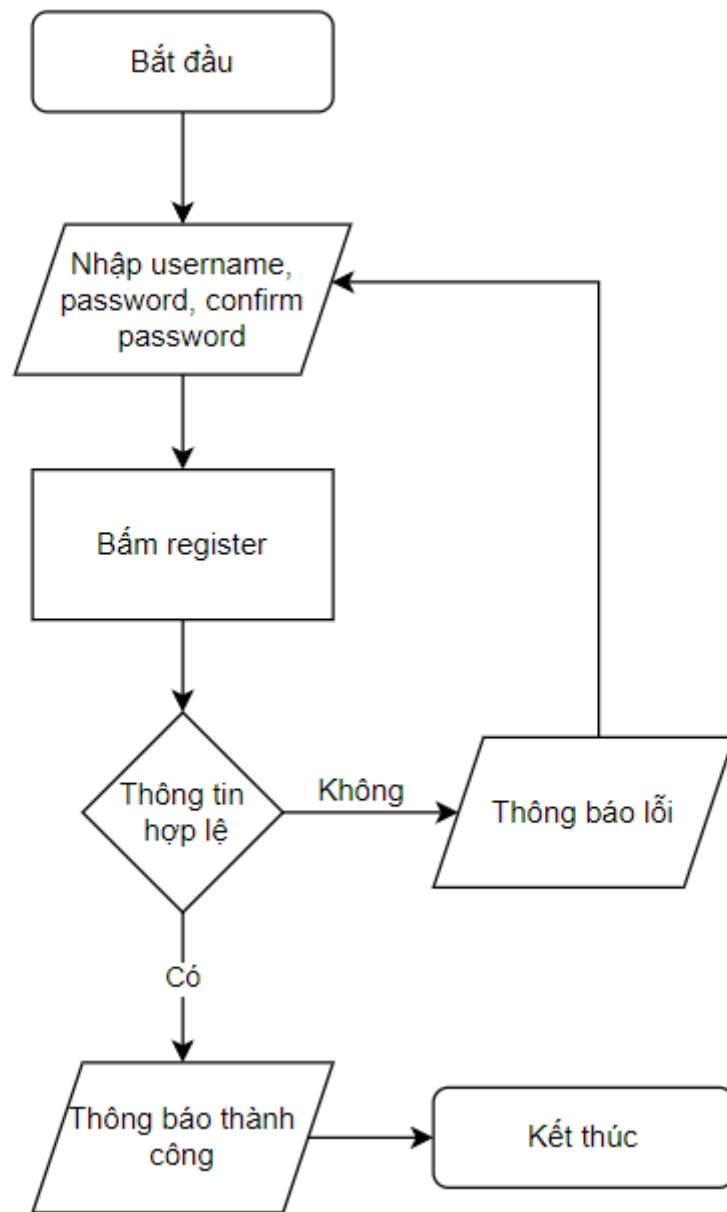 Bắt đầu
Nhập username,
password, confirm
password
Bấm register
Thông tin
hợp lệ
Không
Thông báo lỗi
Có
Thông báo thành
công
Kết thúc